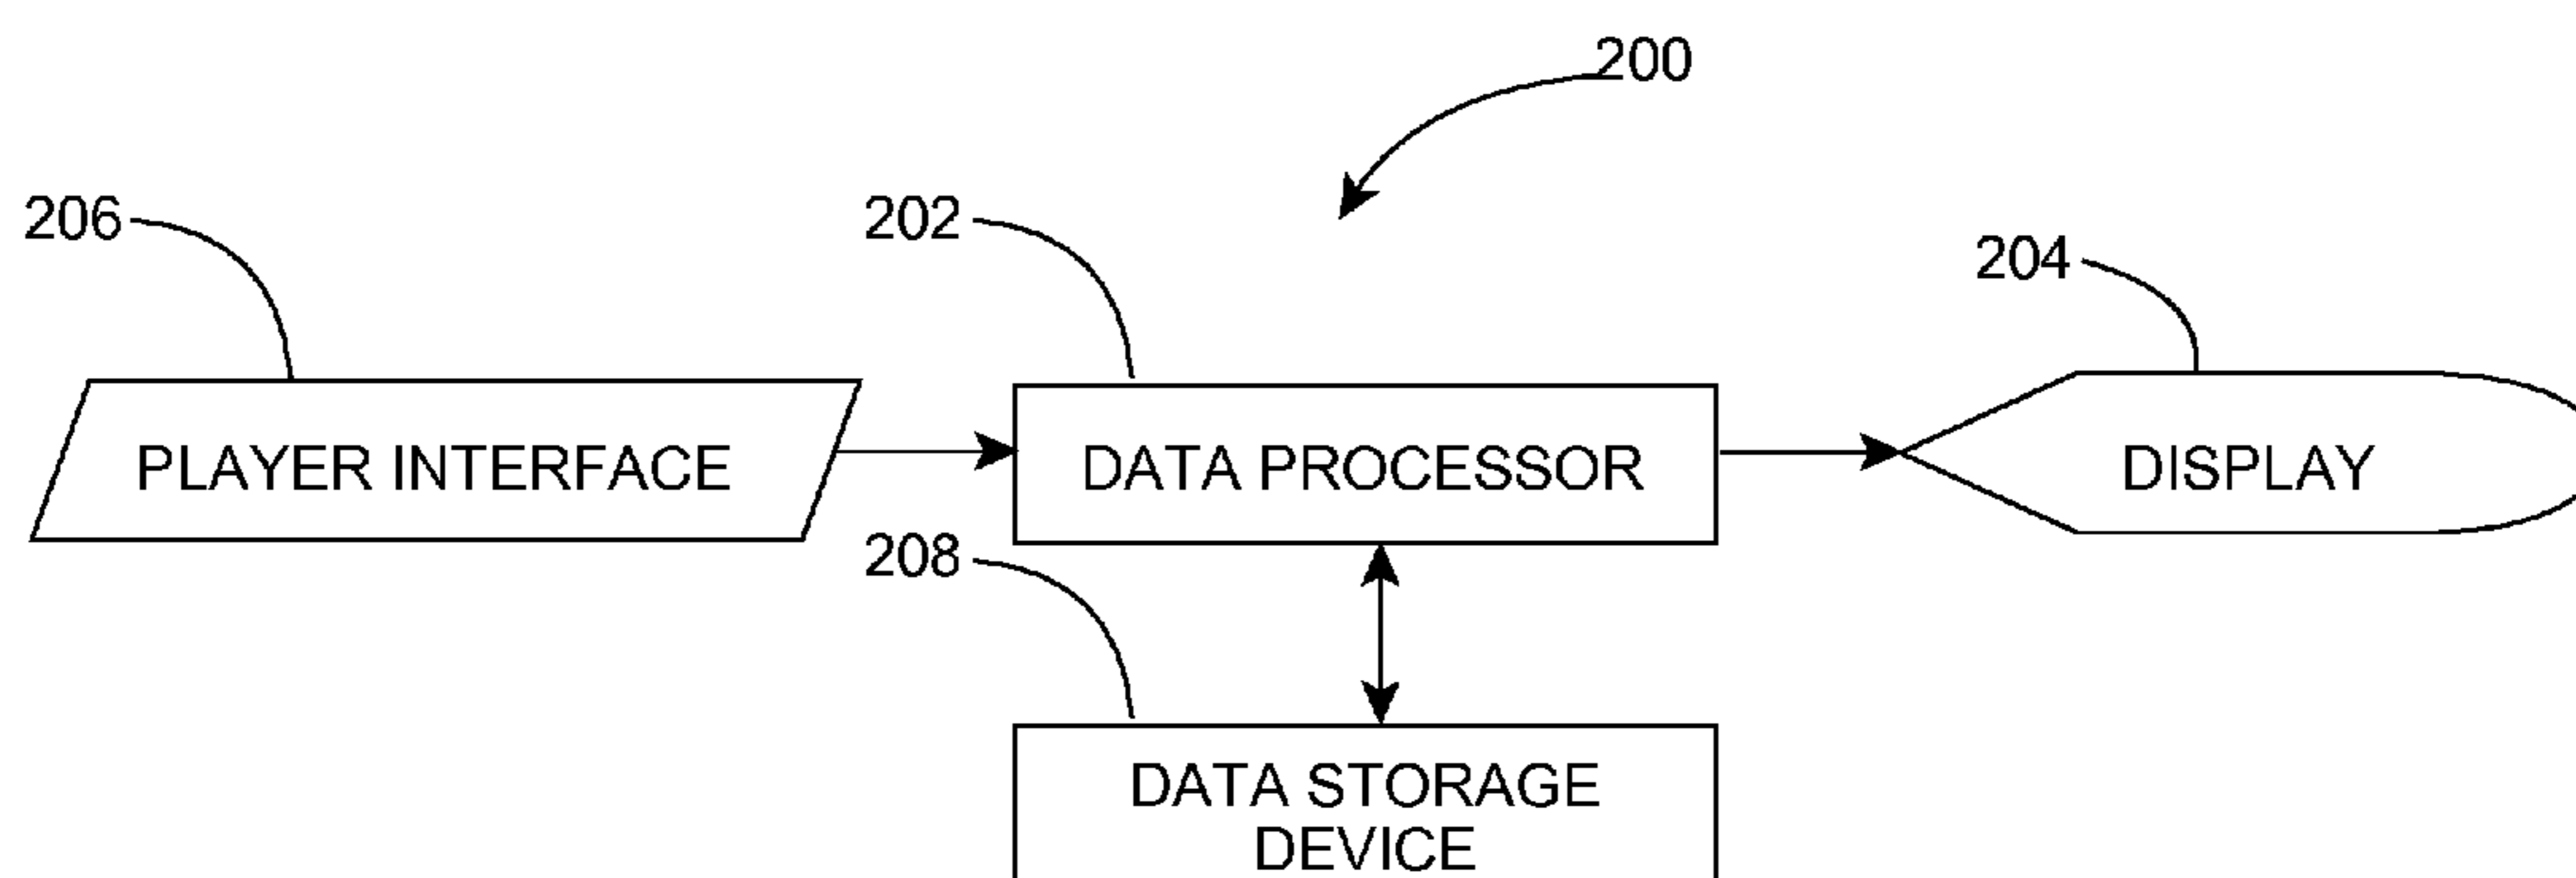 200
206
202
204
PLAYER INTERFACE
DATA PROCESSOR
DISPLAY
208
DATA STORAGE
DEVICE